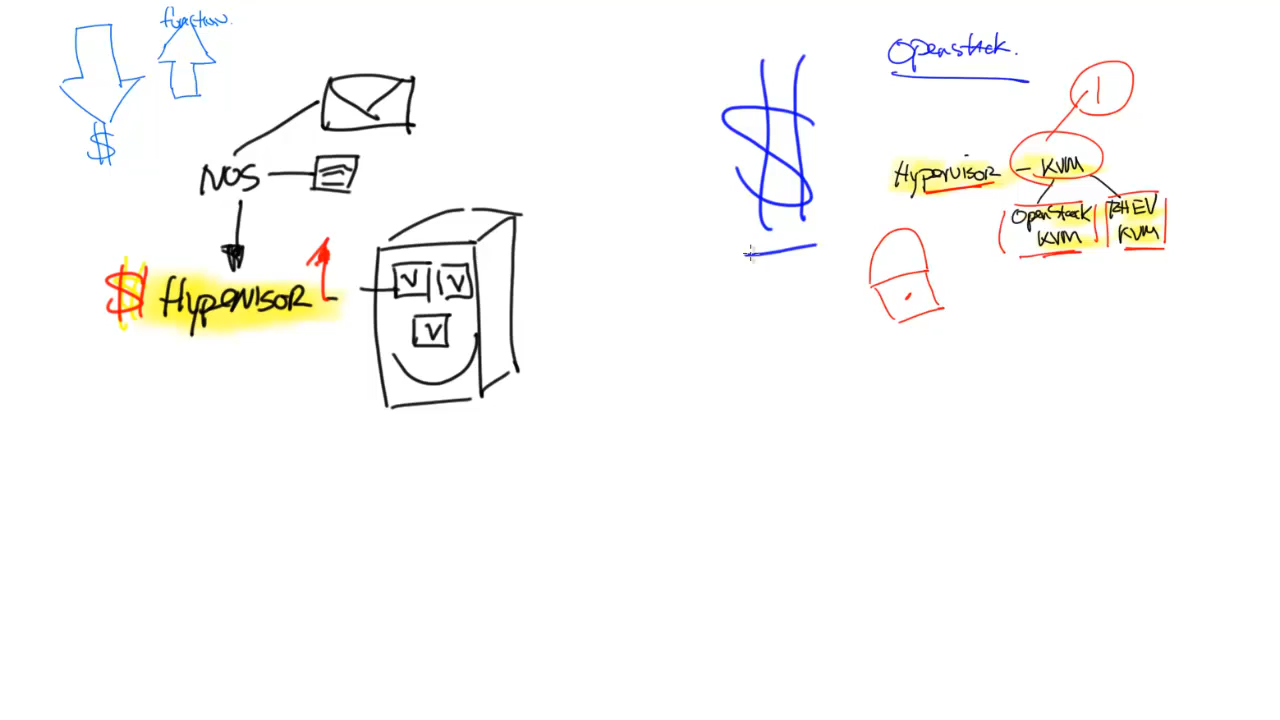 function.
$
NOS
$ Hypervisor
V V
V
$
Openstack.
1
Hypervisor - KVM
OpenStack
KVM
RHEV
KVM